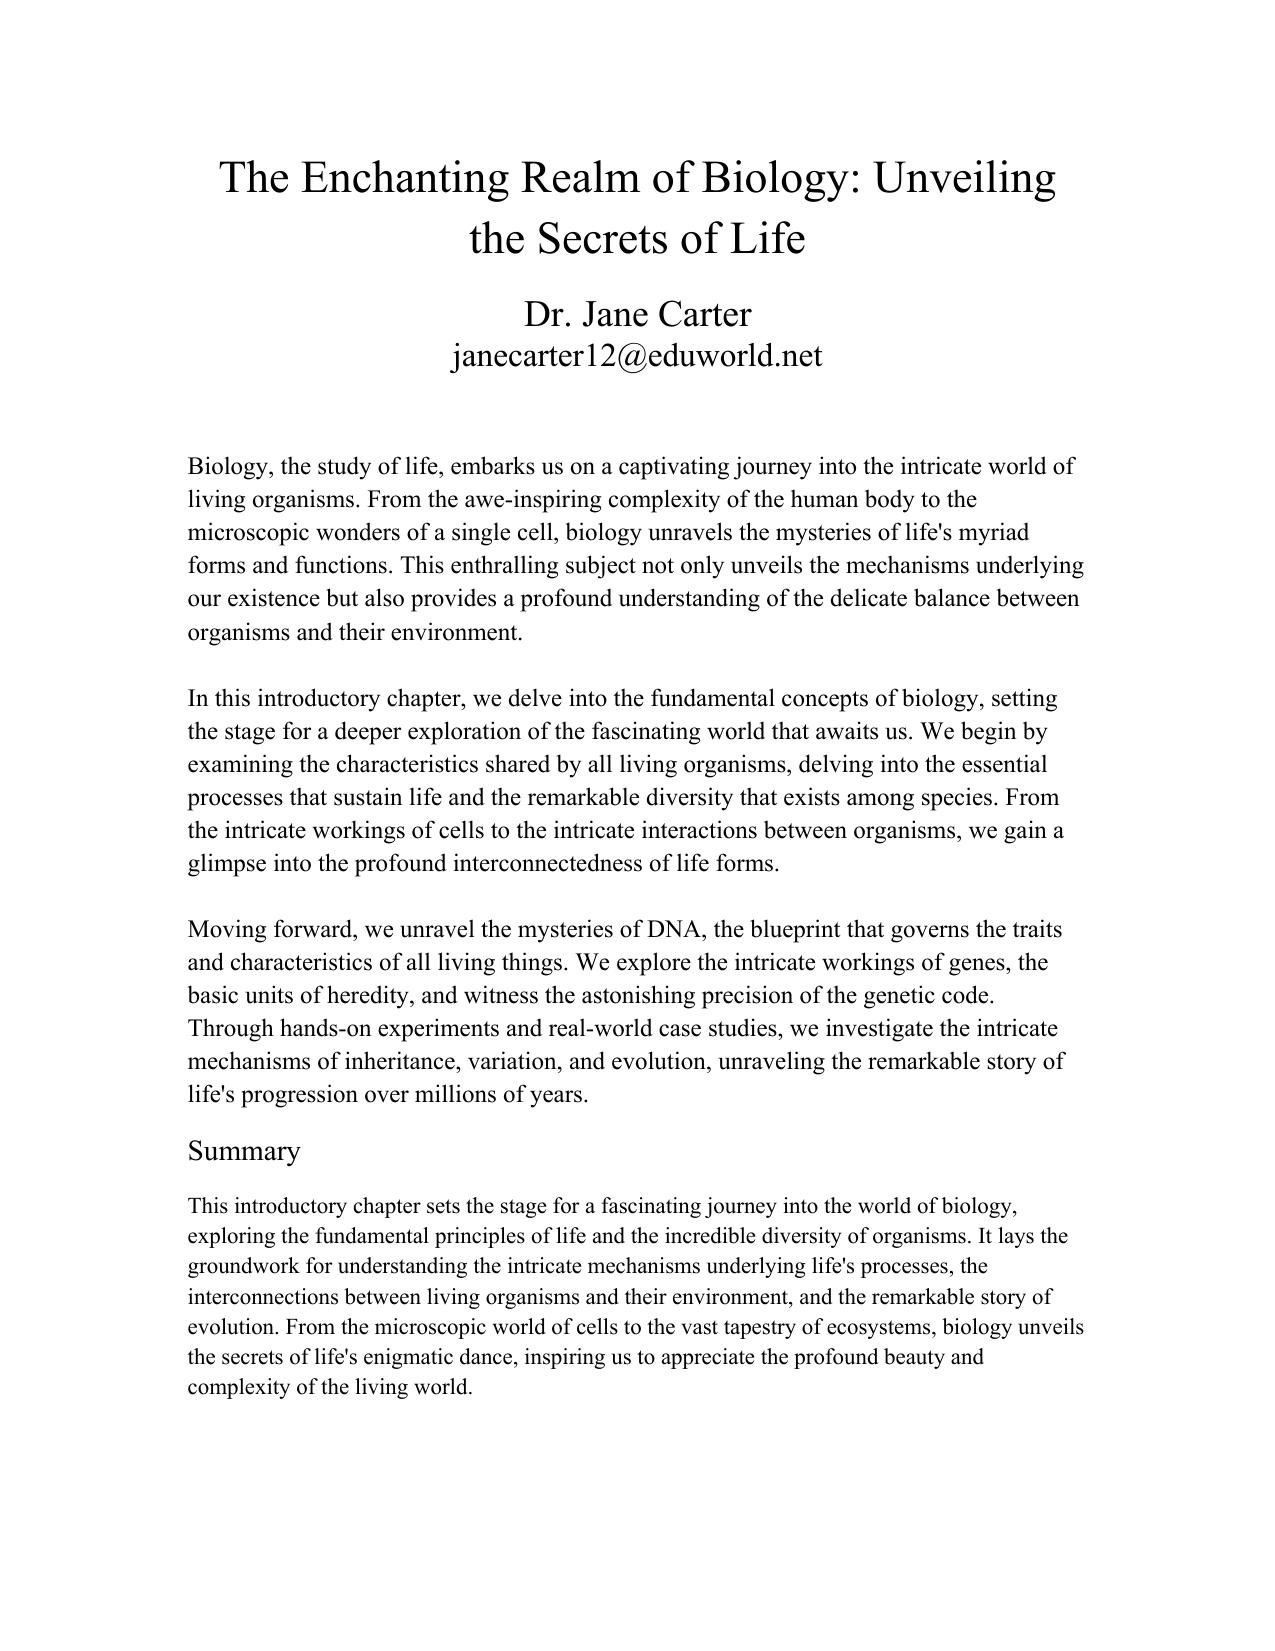 The Enchanting Realm of Biology: Unveiling
the Secrets of Life
Dr. Jane Carter
janecarter12@eduworld.net
Biology, the study of life, embarks us on a captivating journey into the intricate world of
living organisms. From the awe-inspiring complexity of the human body to the
microscopic wonders of a single cell, biology unravels the mysteries of life's myriad
forms and functions. This enthralling subject not only unveils the mechanisms underlying
our existence but also provides a profound understanding of the delicate balance between
organisms and their environment.
In this introductory chapter, we delve into the fundamental concepts of biology, setting
the stage for a deeper exploration of the fascinating world that awaits us. We begin by
examining the characteristics shared by all living organisms, delving into the essential
processes that sustain life and the remarkable diversity that exists among species. From
the intricate workings of cells to the intricate interactions between organisms, we gain a
glimpse into the profound interconnectedness of life forms.
Moving forward, we unravel the mysteries of DNA, the blueprint that governs the traits
and characteristics of all living things. We explore the intricate workings of genes, the
basic units of heredity, and witness the astonishing precision of the genetic code.
Through hands-on experiments and real-world case studies, we investigate the intricate
mechanisms of inheritance, variation, and evolution, unraveling the remarkable story of
life's progression over millions of years.
Summary
This introductory chapter sets the stage for a fascinating journey into the world of biology,
exploring the fundamental principles of life and the incredible diversity of organisms. It lays the
groundwork for understanding the intricate mechanisms underlying life's processes, the
interconnections between living organisms and their environment, and the remarkable story of
evolution. From the microscopic world of cells to the vast tapestry of ecosystems, biology unveils
the secrets of life's enigmatic dance, inspiring us to appreciate the profound beauty and
complexity of the living world.